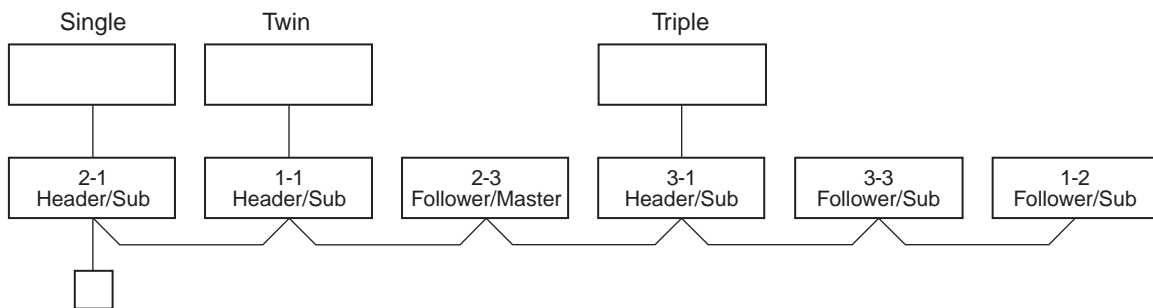 Single
Twin
Triple
2-1
Header/Sub
1-1
Header/Sub
2-3
Follower/Master
3-1
Header/Sub
3-3
Follower/Sub
1-2
Follower/Sub